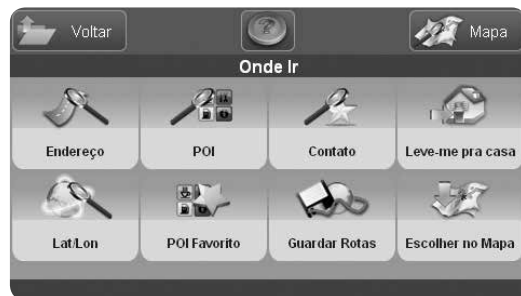 Voltar
Mapa
Onde Ir
Endereço
POI
Contato
Leve-me pra casa
Lat/Lon
POI Favorito
Guardar Rotas
Escolher no Mapa